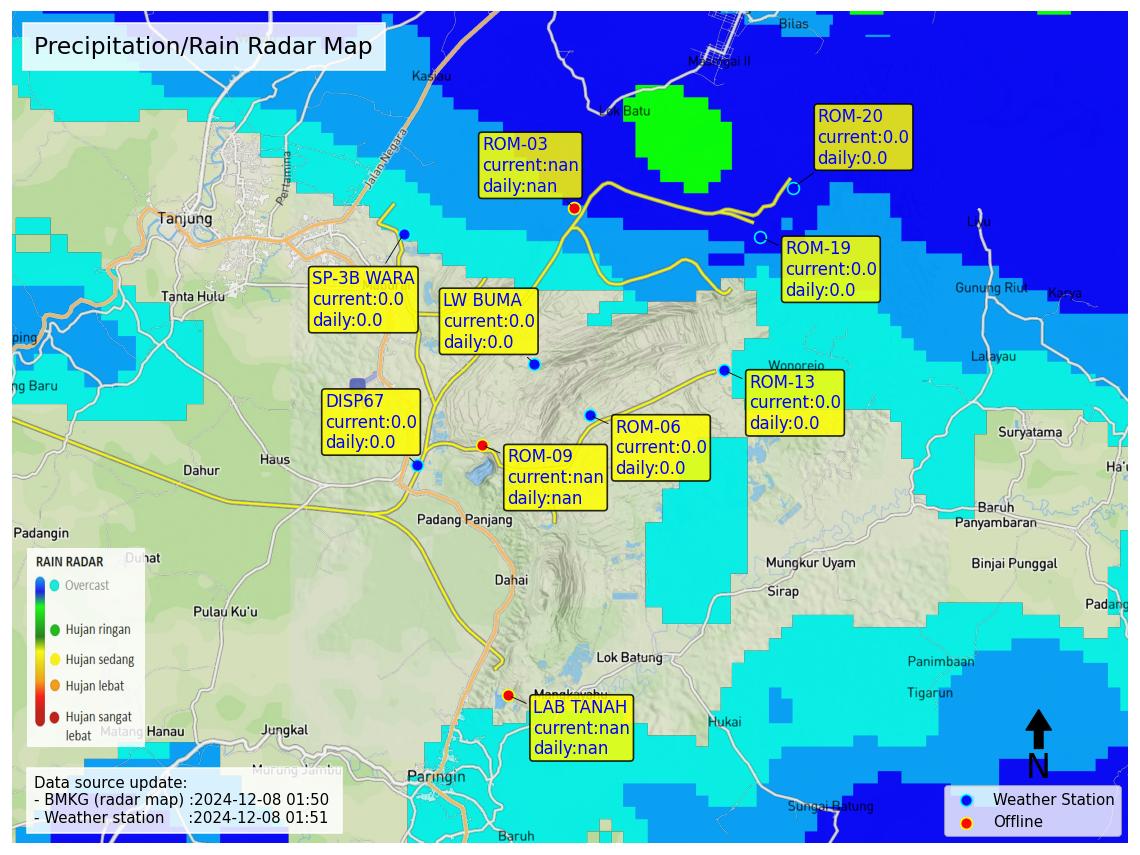 Precipitation/Rain Radar Map
Bilas
Masingai II
Kasiau
Lok Batu
ROM-20
current:0.0
daily:0.0
ROM-03
current:nan
daily:nan
Jalan Negara
Pertamina
Tanjung
Liyu
ROM-19
current:0.0
daily:0.0
SP-3B WARA
current:0.0
daily:0.0
Tanta Hulu
LW BUMA
current:0.0
daily:0.0
Gunung Riut
Karya
ping
Lalayau
Wonorejo
ng Baru
ROM-13
current:0.0
daily:0.0
DISP67
current:0.0
daily:0.0
ROM-06
current:0.0
daily:0.0
Suryatama
ROM-09
current:nan
daily:nan
Haus
Dahur
Ha'u
Baruh
Panyambaran
Padang Panjang
Padangin
Duhat
Mungkur Uyam
Binjai Punggal
Dahai
Sirap
Pulau Ku'u
Padang
RAIN RADAR
Overcast
Hujan ringan
Hujan sedang
Hujan lebat
Hujan sangat
lebat
Lok Batung
Panimbaan
Tigarun
Mangkayahu
LAB TANAH
current:nan
daily:nan
Hukai
Matang Hanau
Jungkal
Murung Jambu
Paringin
N
Data source update:
- BMKG (radar map) :2024-12-08 01:50
- Weather station :2024-12-08 01:51
Weather Station
Offline
Sungai Batung
Baruh